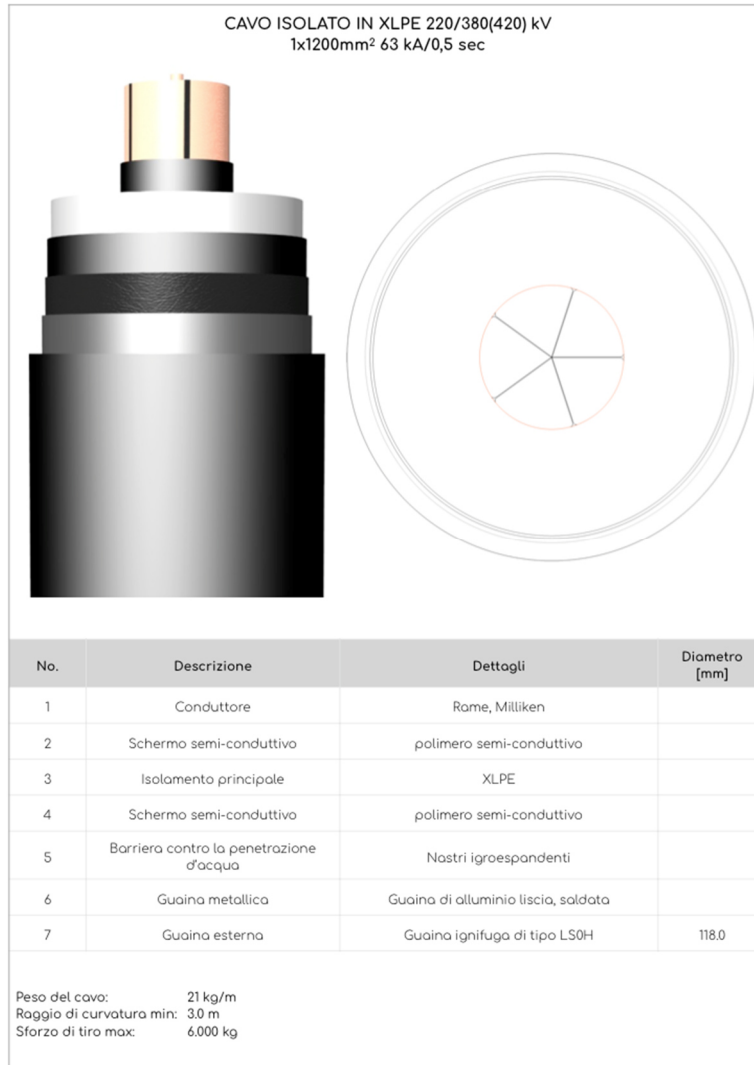 CAVO ISOLATO IN XLPE 220/380(420) kV
1x1200mm² 63 kA/0,5 sec
No. Descrizione Dettagli Diametro [mm]
1 Conduttore Rame, Milliken
2 Schermo semi-conduttivo polimero semi-conduttivo
3 Isolamento principale XLPE
4 Schermo semi-conduttivo polimero semi-conduttivo
5 Barriera contro la penetrazione d'acqua Nastri igroespandenti
6 Guaina metallica Guaina di alluminio liscia, saldata
7 Guaina esterna Guaina ignifuga di tipo LS0H 118.0
Peso del cavo: 21 kg/m
Raggio di curvatura min: 3.0 m
Sforzo di tiro max: 6.000 kg